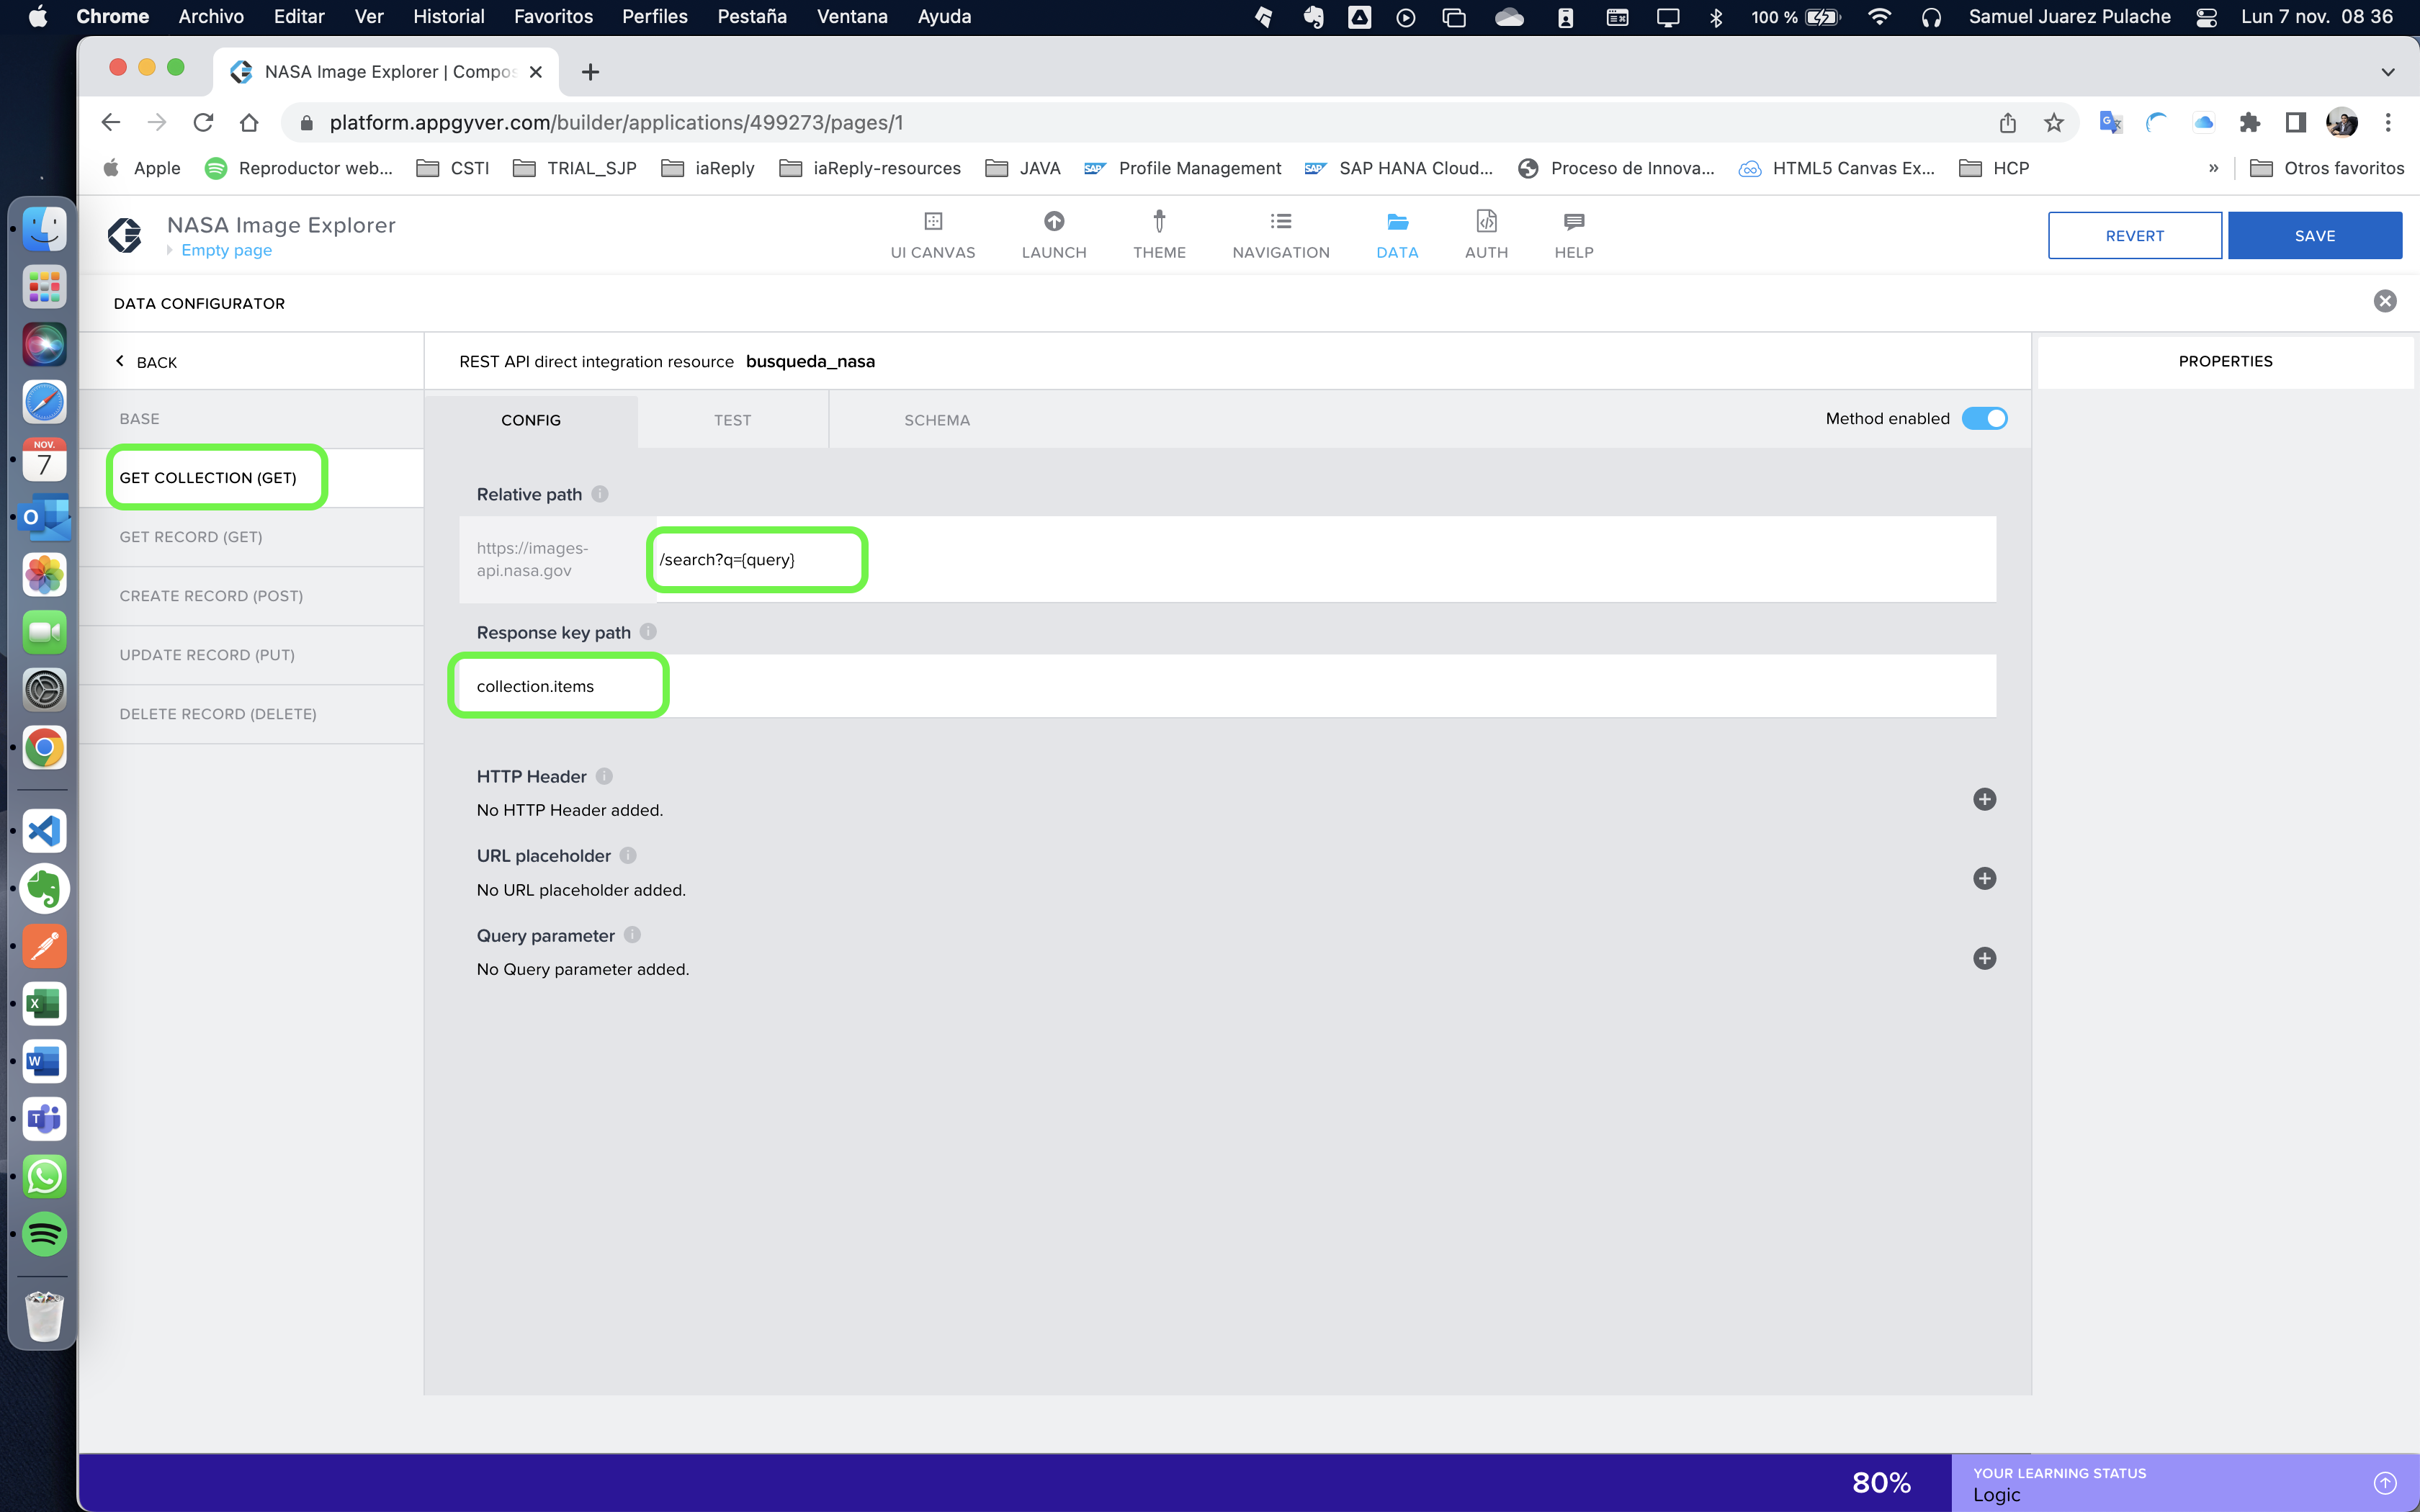 Chrome Archivo Editar Ver Historial Favoritos Perfiles Pestaña Ventana Ayuda 100 % Samuel Juarez Pulache Lun 7 nov. 08 36
NASA Image Explorer | Compos
platform.appgyver.com/builder/applications/499273/pages/1
Apple Reproductor web... CSTI TRIAL_SJP iaReply iaReply-resources JAVA Profile Management SAP HANA Cloud... Proceso de Innova... HTML5 Canvas Ex... HCP » Otros favoritos
NASA Image Explorer
Empty page
UI CANVAS LAUNCH THEME NAVIGATION DATA AUTH HELP
REVERT SAVE
DATA CONFIGURATOR
BACK
REST API direct integration resource busqueda_nasa
PROPERTIES
BASE
GET COLLECTION (GET)
GET RECORD (GET)
CREATE RECORD (POST)
UPDATE RECORD (PUT)
DELETE RECORD (DELETE)
CONFIG TEST SCHEMA
Method enabled
Relative path
https://images-
api.nasa.gov
/search?q={query}
Response key path
collection.items
HTTP Header
No HTTP Header added.
URL placeholder
No URL placeholder added.
Query parameter
No Query parameter added.
NOV.
7
80%
YOUR LEARNING STATUS
Logic